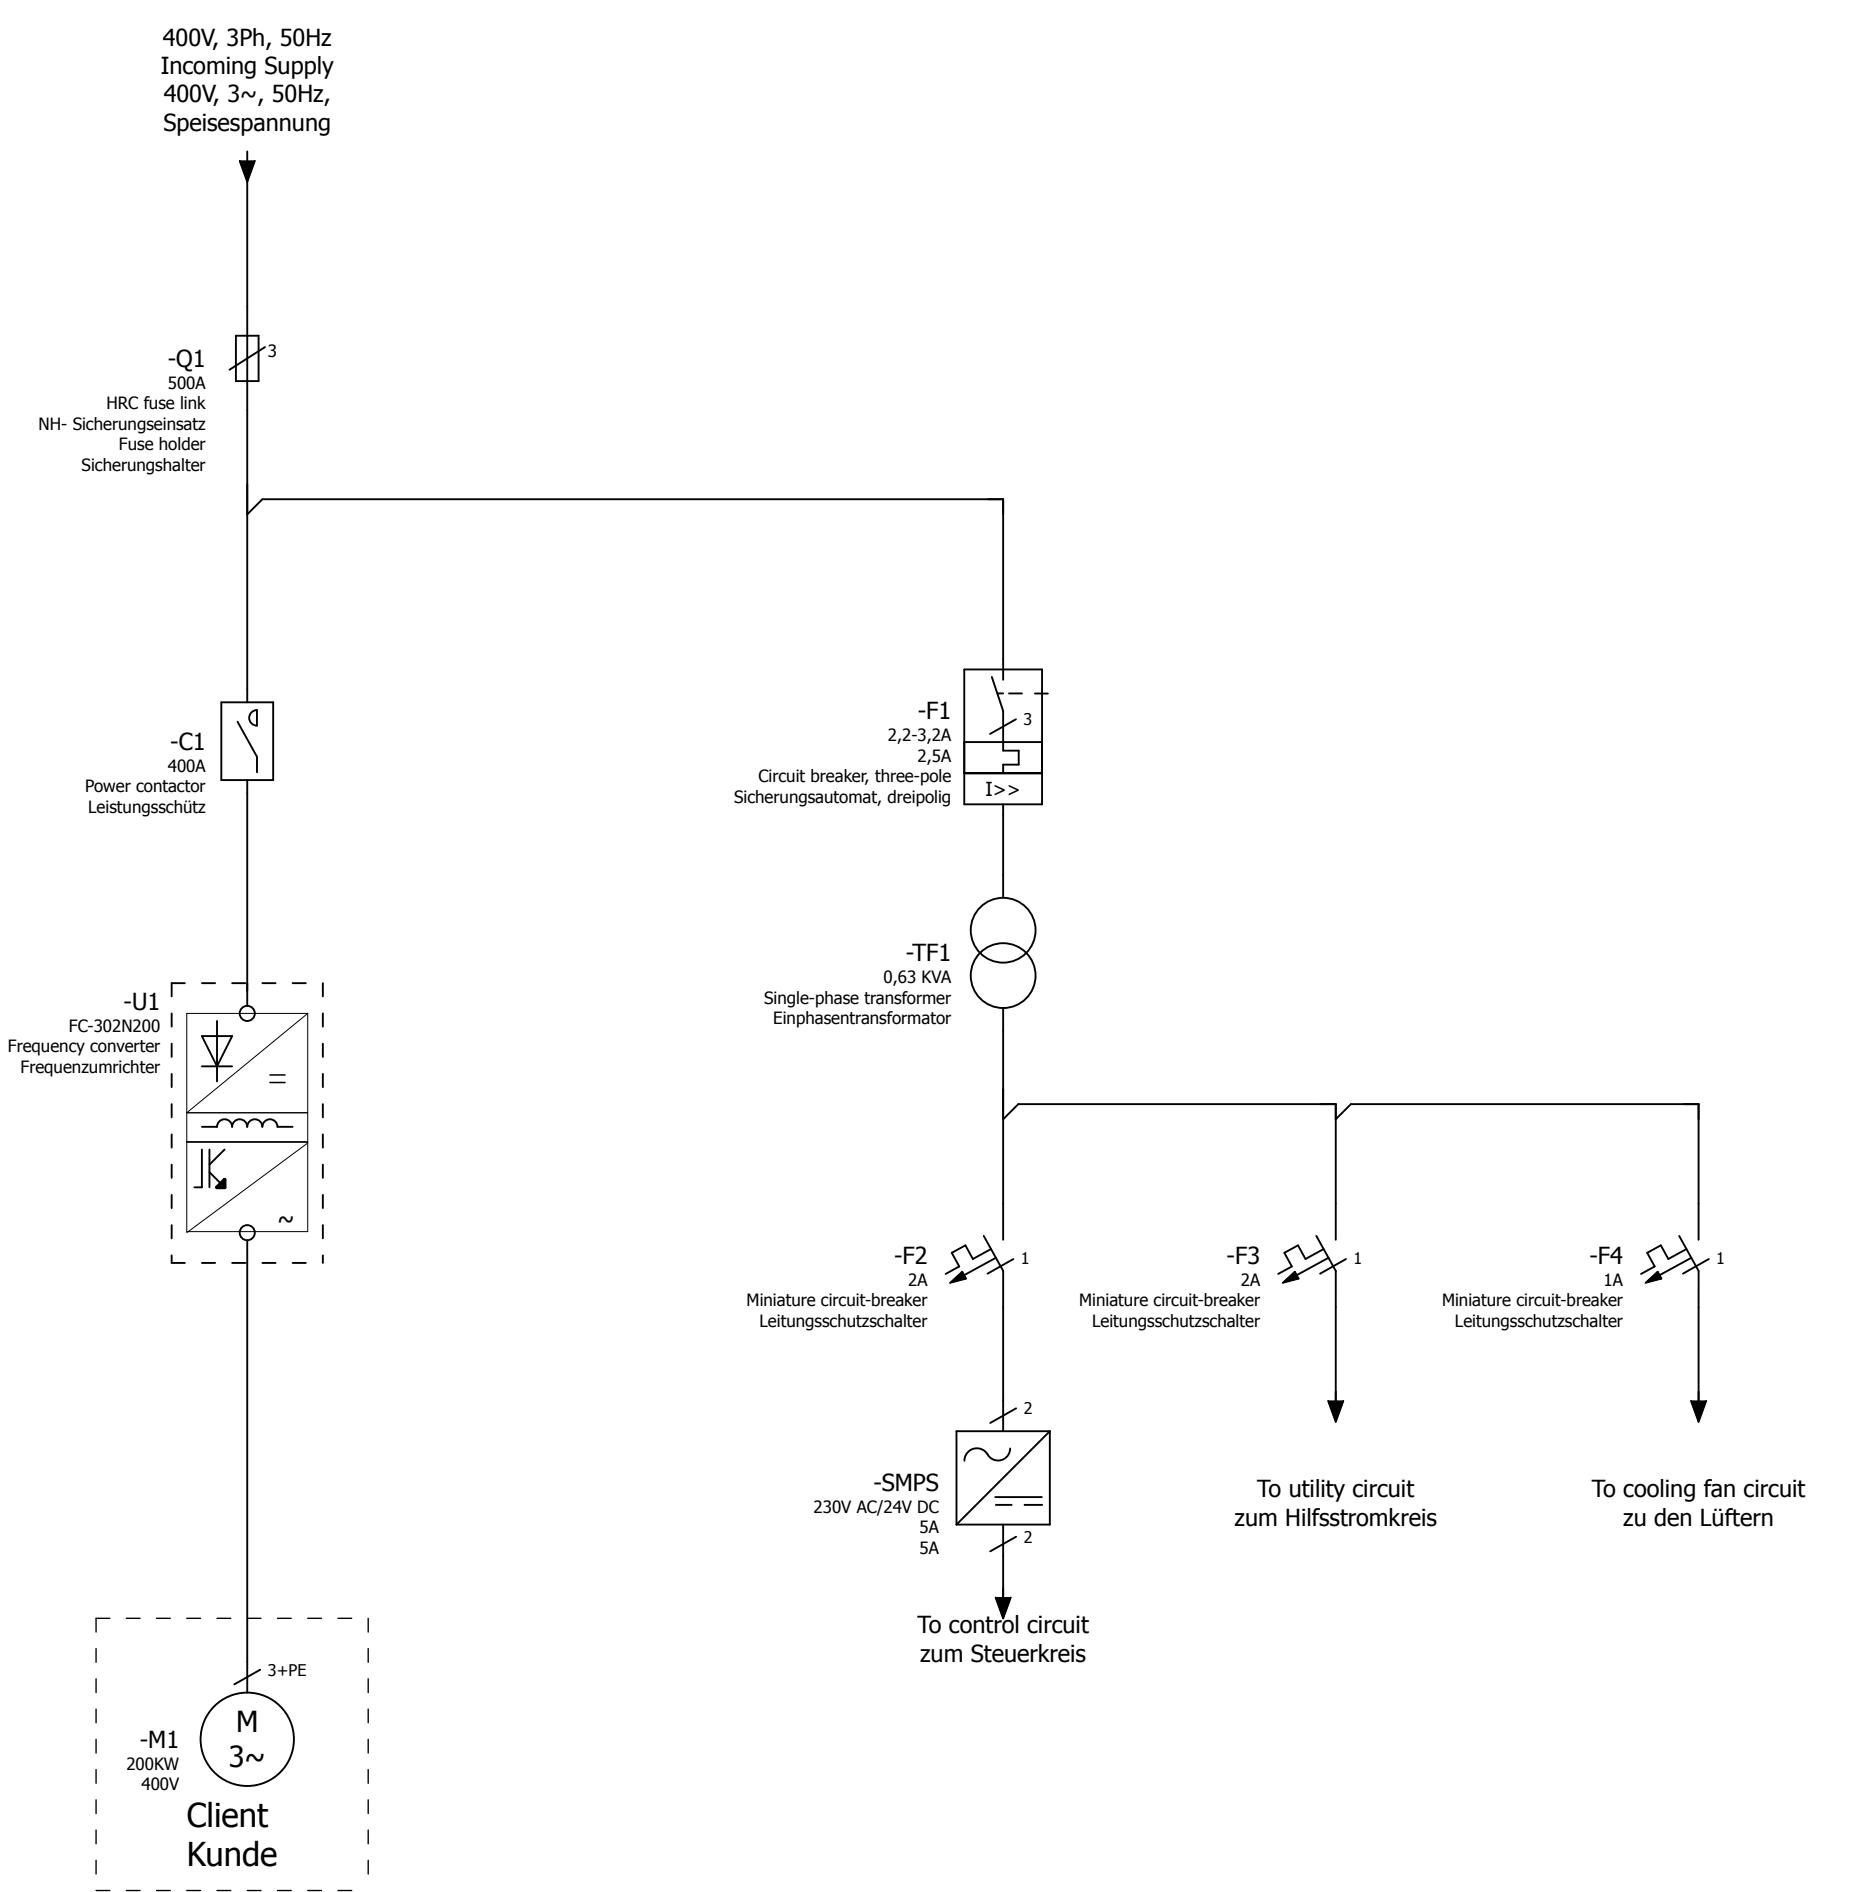 400V, 3Ph, 50Hz
Incoming Supply
400V, 3~, 50Hz,
Speisespannung
-Q1
3
500A
HRC fuse link
NH- Sicherungseinsatz
Fuse holder
Sicherungshalter
-C1
400A
Power contactor
Leistungsschütz
-F1
3
2,2-3,2A
2,5A
Circuit breaker, three-pole
Sicherungsautomat, dreipolig
I>>
-TF1
0,63 KVA
Single-phase transformer
Einphasentransformator
-U1
FC-302N200
Frequency converter
Frequenzumrichter
=
~
-F2
1
2A
Miniature circuit-breaker
Leitungsschutzschalter
-F3
1
2A
Miniature circuit-breaker
Leitungsschutzschalter
-F4
1
1A
Miniature circuit-breaker
Leitungsschutzschalter
2
-SMPS
230V AC/24V DC
5A
5A
2
To control circuit
zum Steuerkreis
To utility circuit
zum Hilfsstromkreis
To cooling fan circuit
zu den Lüftern
3+PE
M
3~
-M1
200KW
400V
Client
Kunde